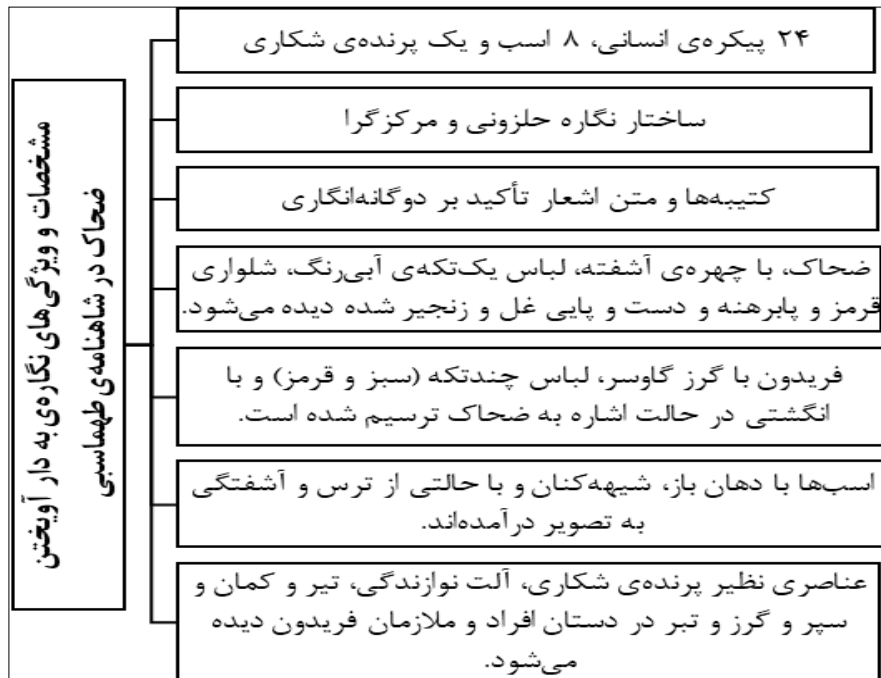 مشخصات و ویژگی‌های نگاره‌ی به دار آویختن
ضحاک در شاهنامه‌ی طهماسبی
۲۴ پیکره‌ی انسانی، ۸ اسب و یک پرنده‌ی شکاری
ساختار نگاره حلزونی و مرکزگرا
کتیبه‌ها و متن اشعار تأکید بر دوگانه‌انگاری
ضحاک، با چهره‌ی آشفته، لباس یک‌تکه‌ی آبی‌رنگ، شلواری
قرمز و پابرهنه و دست و پایی غل و زنجیر شده دیده می‌شود.
فریدون با گرز گاوسر، لباس چندتکه (سبز و قرمز) و با
انگشتی در حالت اشاره به ضحاک ترسیم شده است.
اسب‌ها با دهان باز، شیهه‌کنان و با حالتی از ترس و آشفتگی
به تصویر درآمده‌اند.
عناصری نظیر پرنده‌ی شکاری، آلت نوازندگی، تیر و کمان و
سپر و گرز و تبر در دستان افراد و ملازمان فریدون دیده
می‌شود.